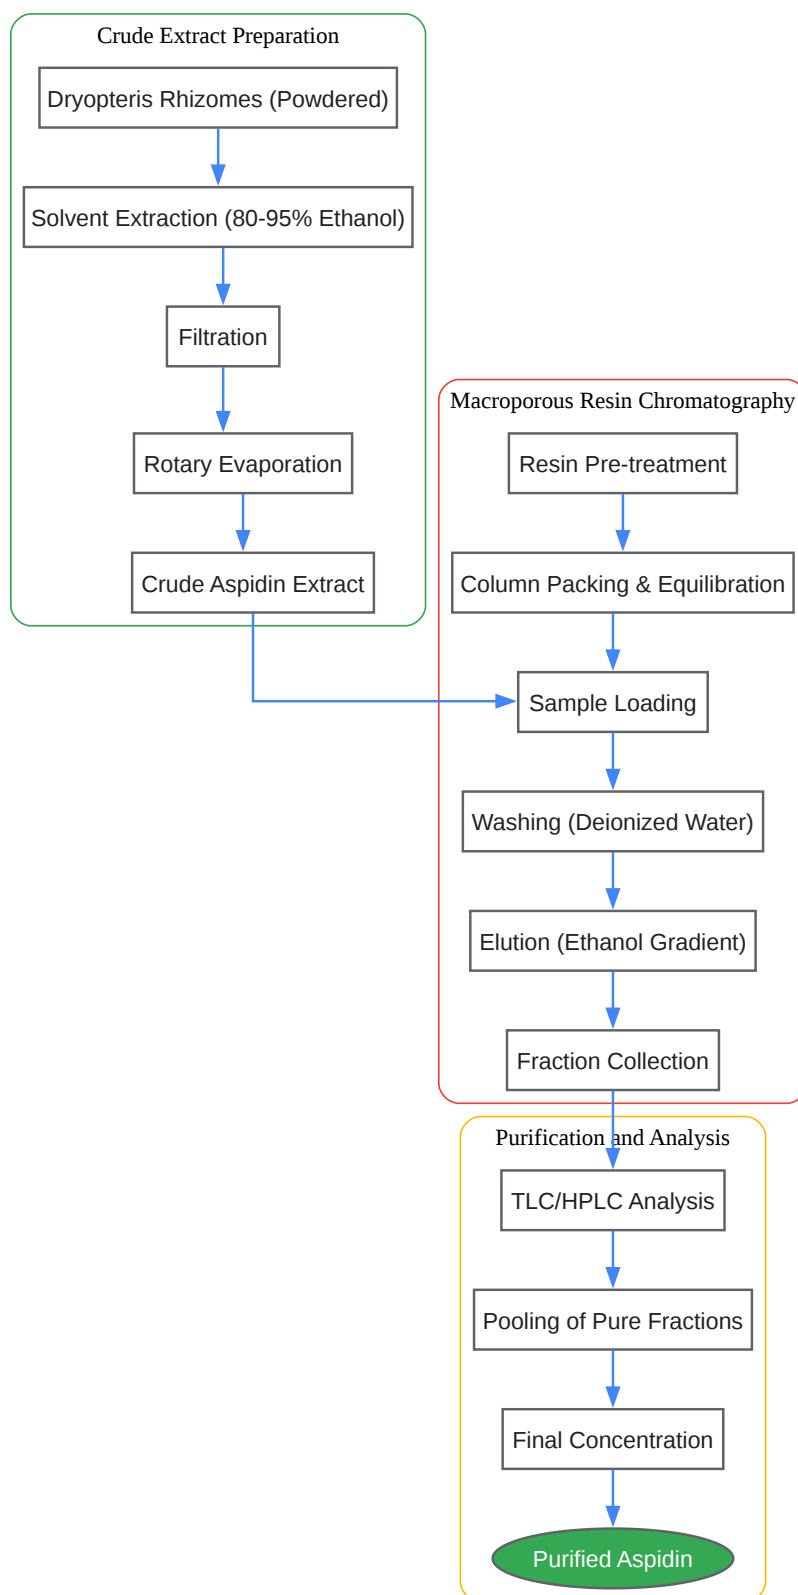 Crude Extract Preparation
Dryopteris Rhizomes (Powdered)
Solvent Extraction (80-95% Ethanol)
Filtration
Rotary Evaporation
Crude Aspidin Extract
Macroporous Resin Chromatography
Resin Pre-treatment
Column Packing & Equilibration
Sample Loading
Washing (Deionized Water)
Elution (Ethanol Gradient)
Fraction Collection
Purification and Analysis
TLC/HPLC Analysis
Pooling of Pure Fractions
Final Concentration
Purified Aspidin